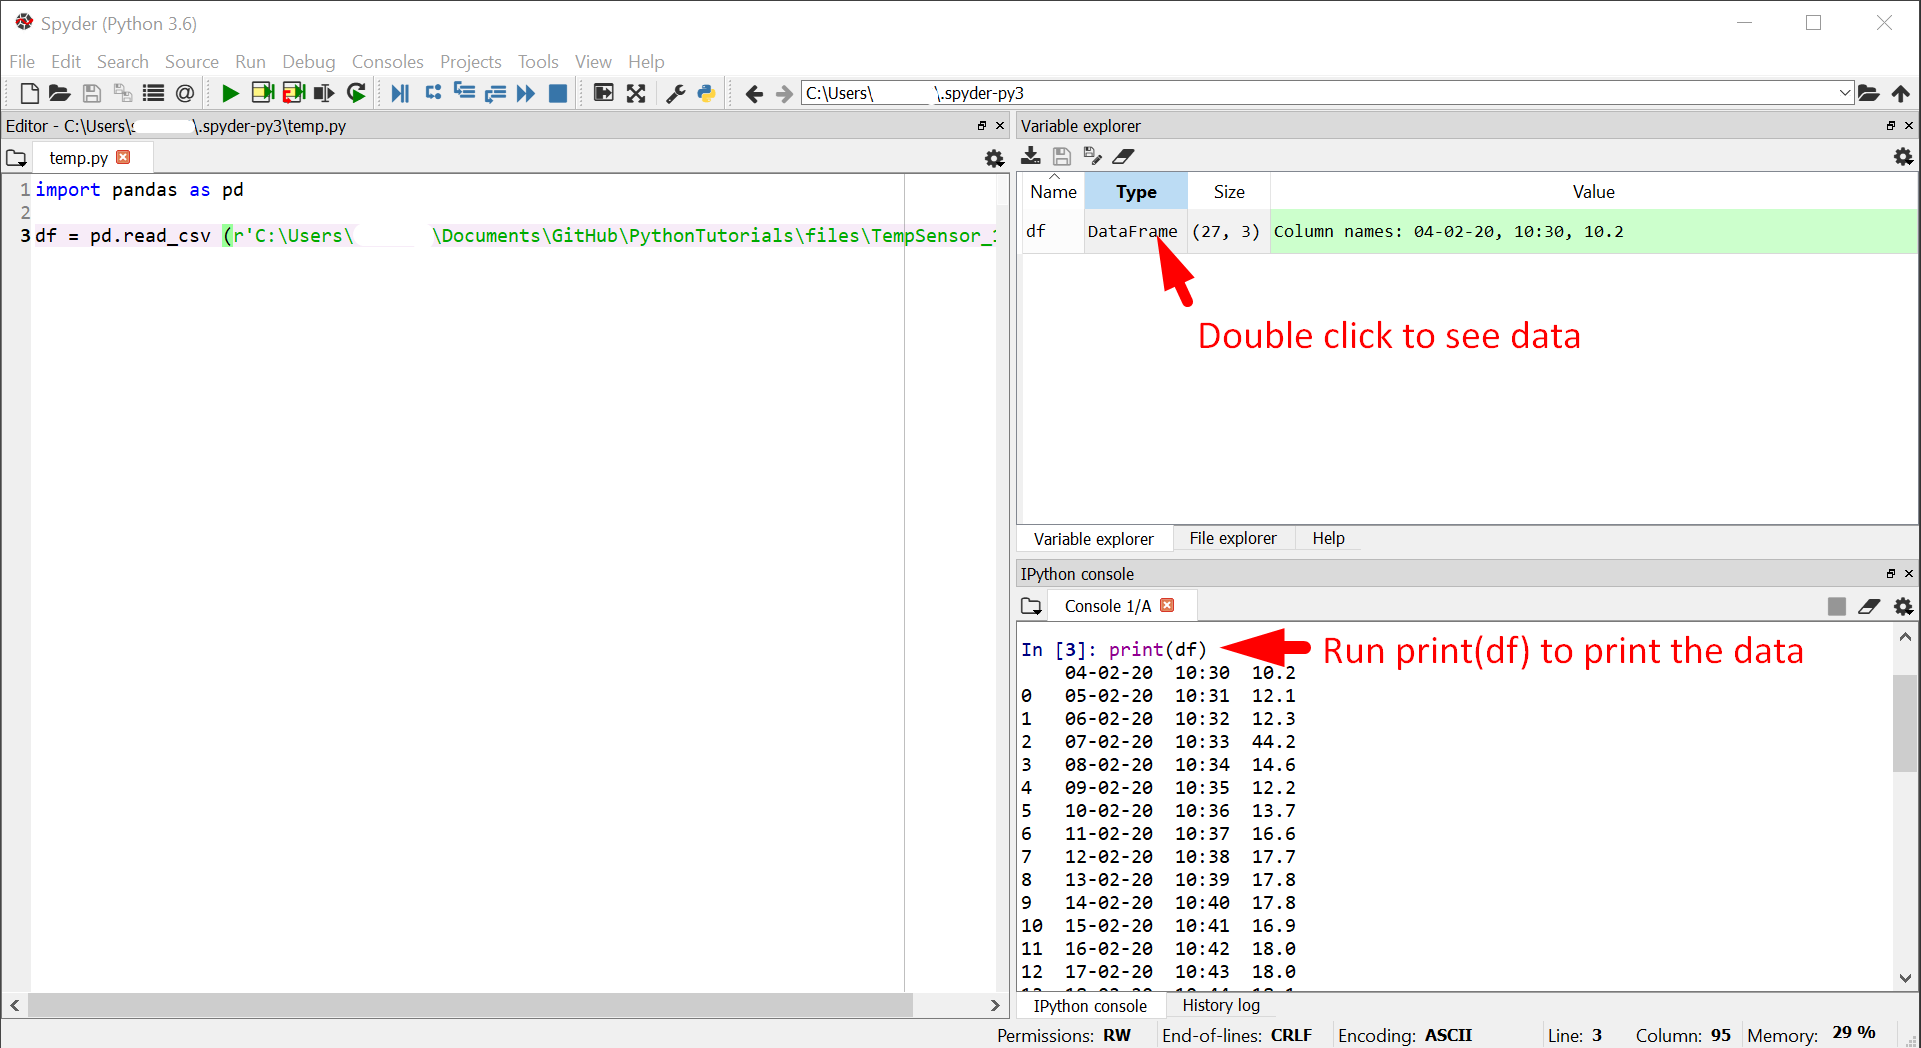 Spyder (Python 3.6)
File Edit Search Source Run Debug Consoles Projects Tools View Help
C:\Users\ \.spyder-py3
Editor - C:\Users\ \.spyder-py3\temp.py
temp.py
1 import pandas as pd
2
3 df = pd.read_csv (r'C:\Users\ \Documents\GitHub\PythonTutorials\files\TempSensor_1
Variable explorer
Name Type Size Value
df DataFrame (27, 3) Column names: 04-02-20, 10:30, 10.2
Double click to see data
Variable explorer File explorer Help
IPython console
Console 1/A
In [3]: print(df)
Run print(df) to print the data
04-02-20 10:30 10.2
0 05-02-20 10:31 12.1
1 06-02-20 10:32 12.3
2 07-02-20 10:33 44.2
3 08-02-20 10:34 14.6
4 09-02-20 10:35 12.2
5 10-02-20 10:36 13.7
6 11-02-20 10:37 16.6
7 12-02-20 10:38 17.7
8 13-02-20 10:39 17.8
9 14-02-20 10:40 17.8
10 15-02-20 10:41 16.9
11 16-02-20 10:42 18.0
12 17-02-20 10:43 18.0
IPython console History log
Permissions: RW End-of-lines: CRLF Encoding: ASCII Line: 3 Column: 95 Memory: 29 %